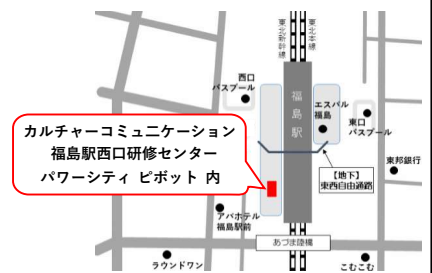 東北新幹線
東北本線
西口
バスプール
福島駅
エスパル
福島
東口
バスプール
カルチャーコミュニケーション
福島駅西口研修センター
パワーシティ ピボット 内
【地下】
東西自由通路
東邦銀行
アパホテル
福島駅前
あづま陸橋
ラウンドワン
こむこむ